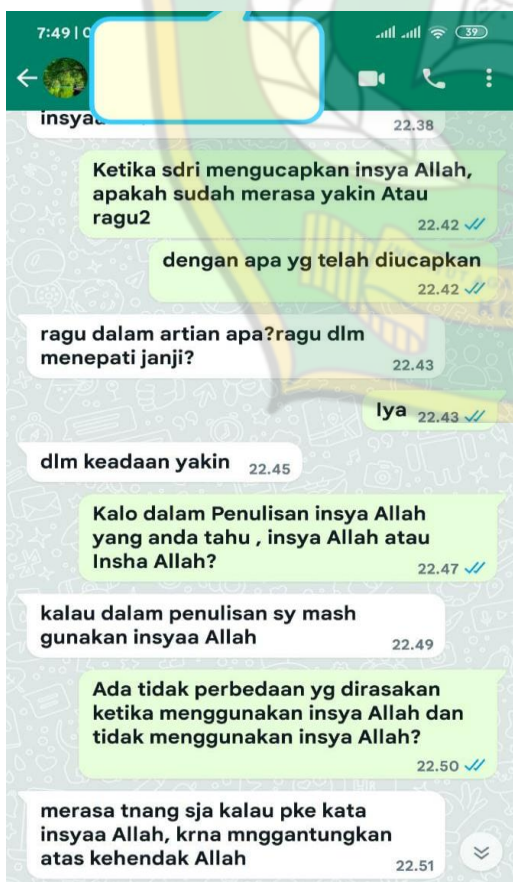 7:49 | 0
39
insyaa
22.38
Ketika sdri mengucapkan insya Allah,
apakah sudah merasa yakin Atau
ragu2
22.42
dengan apa yg telah diucapkan
22.42
ragu dalam artian apa?ragu dlm
menepati janji?
22.43
Iya 22.43
dlm keadaan yakin 22.45
Kalo dalam Penulisan insya Allah
yang anda tahu , insya Allah atau
Insha Allah?
22.47
kalau dalam penulisan sy mash
gunakan insyaa Allah
22.49
Ada tidak perbedaan yg dirasakan
ketika menggunakan insya Allah dan
tidak menggunakan insya Allah?
22.50
merasa tnang sja kalau pke kata
insyaa Allah, krna mnggantungkan
atas kehendak Allah
22.51